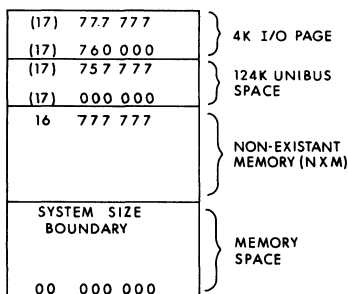 (17) 777 777
4K I/O PAGE
(17) 760 000
(17) 757 777
124K UNIBUS
SPACE
(17) 000 000
16 777 777
NON-EXISTANT
MEMORY (NXM)
SYSTEM SIZE
BOUNDARY
MEMORY
SPACE
00 000 000